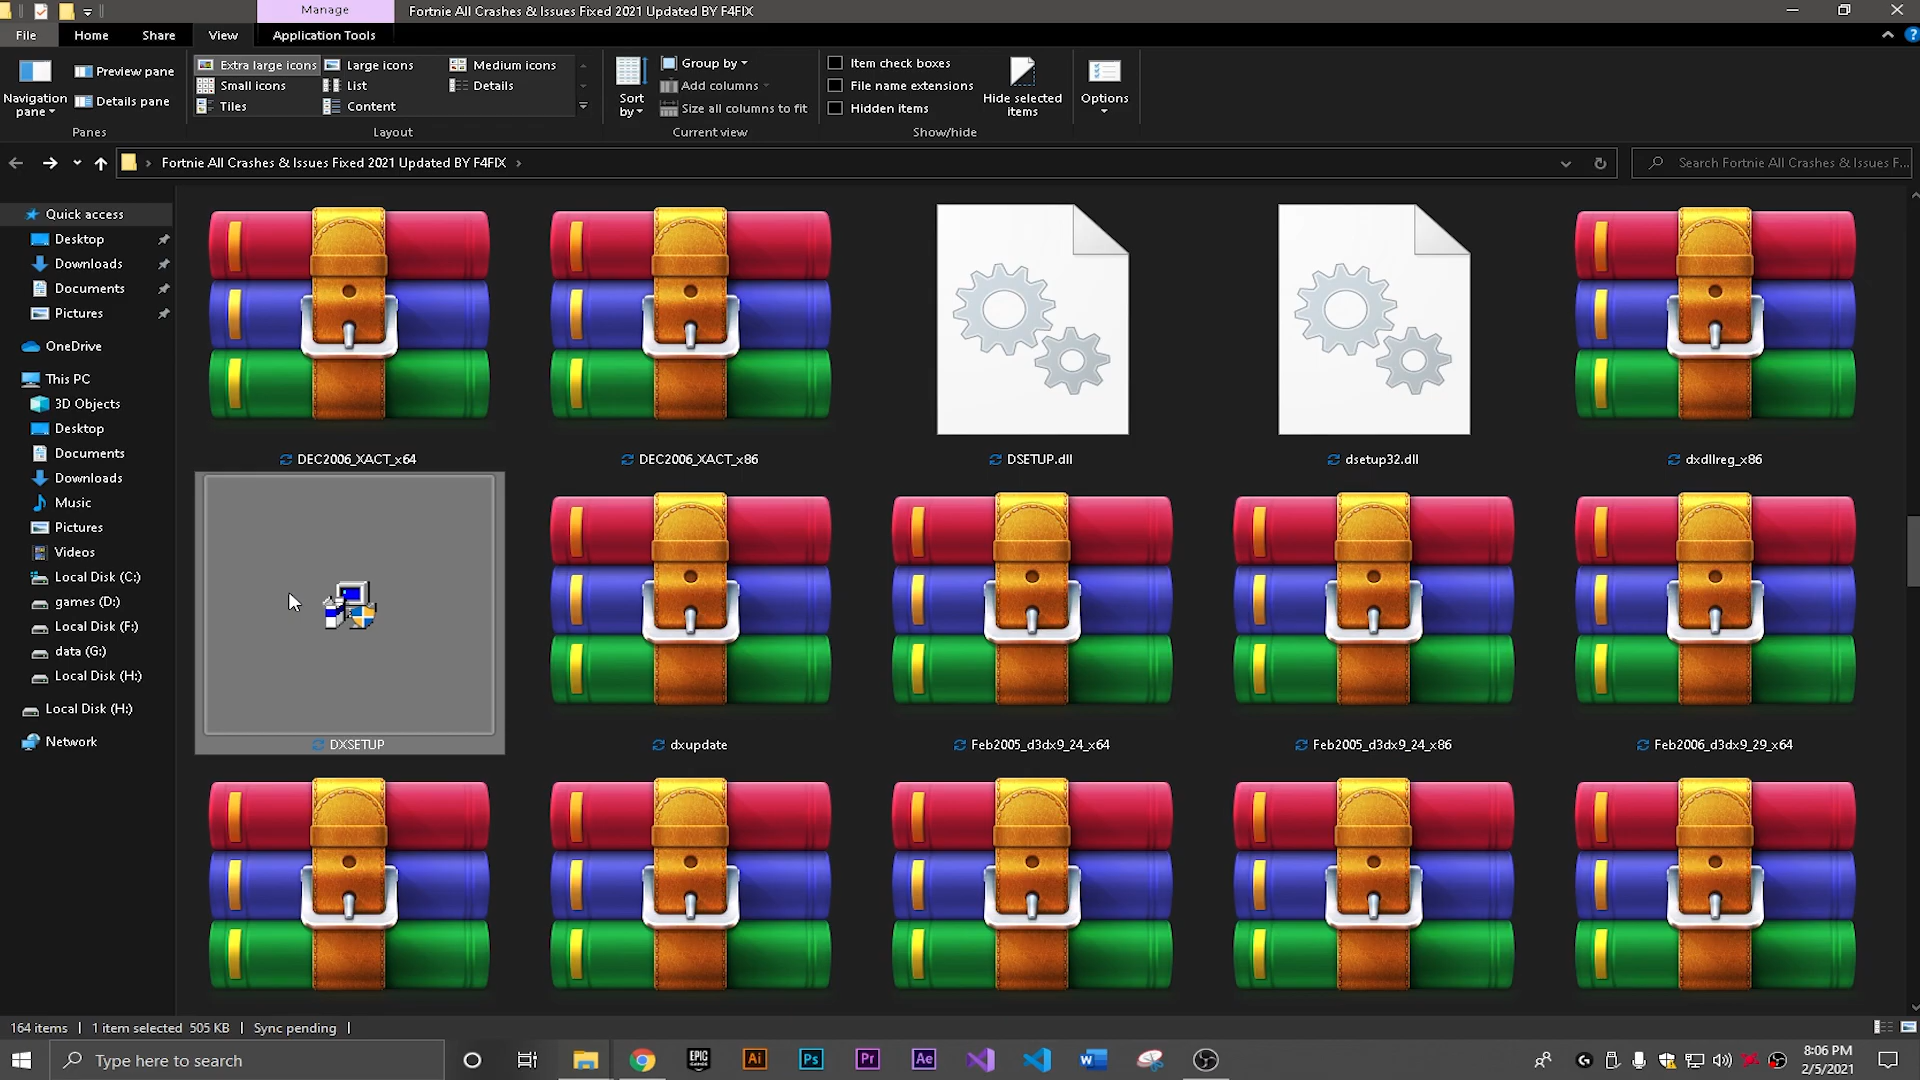 Manage
Fortnie All Crashes & Issues Fixed 2021 Updated BY F4FIX
File
Home
Share
View
Application Tools
Navigation pane
Preview pane
Details pane
Panes
Extra large icons
Large icons
Medium icons
Small icons
List
Details
Tiles
Content
Layout
Sort by
Group by
Add columns
Size all columns to fit
Current view
Item check boxes
File name extensions
Hidden items
Hide selected items
Show/hide
Options
Fortnie All Crashes & Issues Fixed 2021 Updated BY F4FIX
Search Fortnie All Crashes & Issues F...
Quick access
Desktop
Downloads
Documents
Pictures
OneDrive
This PC
3D Objects
Desktop
Documents
Downloads
Music
Pictures
Videos
Local Disk (C:)
games (D:)
Local Disk (F:)
data (G:)
Local Disk (H:)
Local Disk (H:)
Network
DEC2006_XACT_x64
DEC2006_XACT_x86
DSETUP.dll
dsetup32.dll
dxdllreg_x86
DXSETUP
dxupdate
Feb2005_d3dx9_24_x64
Feb2005_d3dx9_24_x86
Feb2006_d3dx9_29_x64
164 items
1 item selected 505 KB
Sync pending
Type here to search
EPIC GAMES
Ai
Ps
Pr
Ae
8:06 PM
2/5/2021